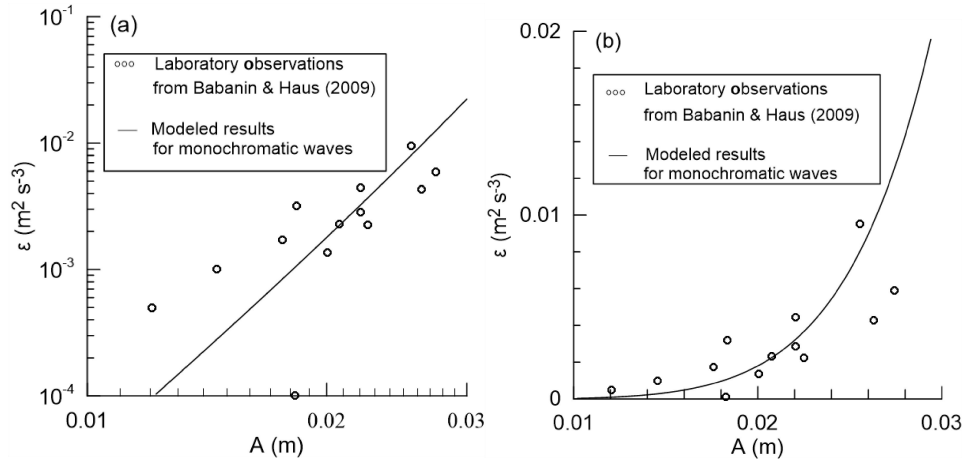 (a)
10⁻¹
10⁻²
10⁻³
10⁻⁴
ε (m² s⁻³)
Laboratory observations
from Babanin & Haus (2009)
Modeled results
for monochromatic waves
0.01
0.02
0.03
A (m)
(b)
0.02
0.01
0
ε (m² s⁻³)
Laboratory observations
from Babanin & Haus (2009)
Modeled results
for monochromatic waves
0.01
0.02
0.03
A (m)